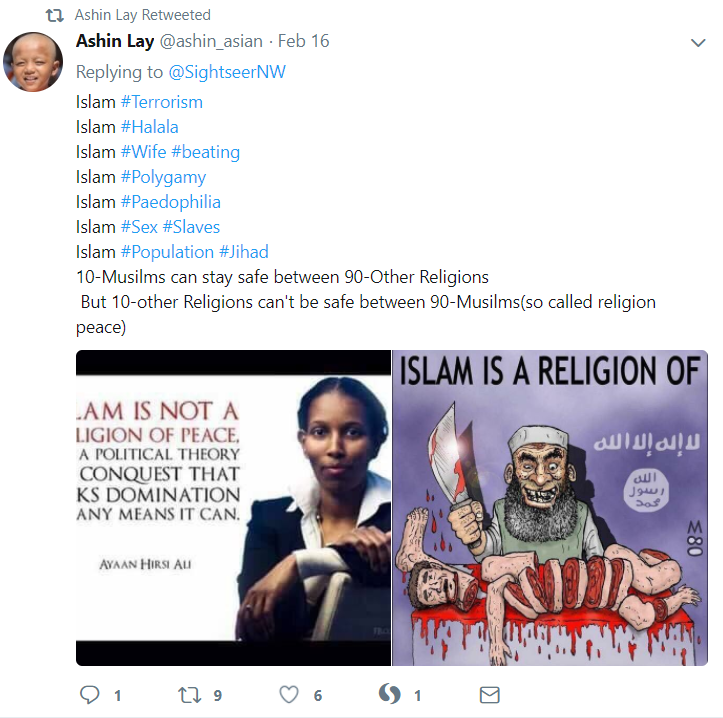 Ashin Lay Retweeted
Ashin Lay @ashin_asian · Feb 16
Replying to @SightseerNW
Islam #Terrorism
Islam #Halala
Islam #Wife #beating
Islam #Polygamy
Islam #Paedophilia
Islam #Sex #Slaves
Islam #Population #Jihad
10-Musilms can stay safe between 90-Other Religions
But 10-other Religions can't be safe between 90-Musilms(so called religion
peace)
LAM IS NOT A
LIGION OF PEACE,
A POLITICAL THEORY
CONQUEST THAT
KS DOMINATION
ANY MEANS IT CAN.
AYAAN HIRSI ALI
ISLAM IS A RELIGION OF
لا إله إلا الله
الله
رسول
محمد
1
9
6
1